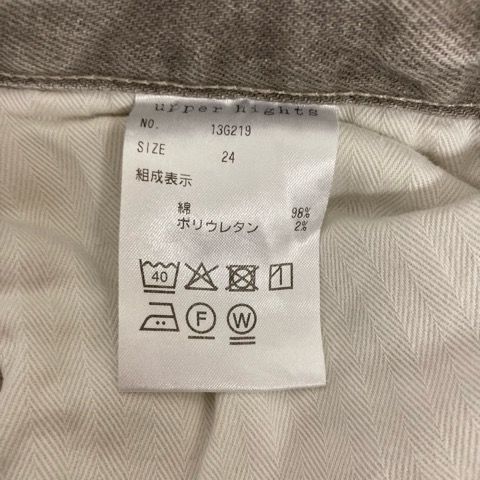 upper hights
NO. 13G219
SIZE 24
組成表示
綿 98%
ポリウレタン 2%
40
F W